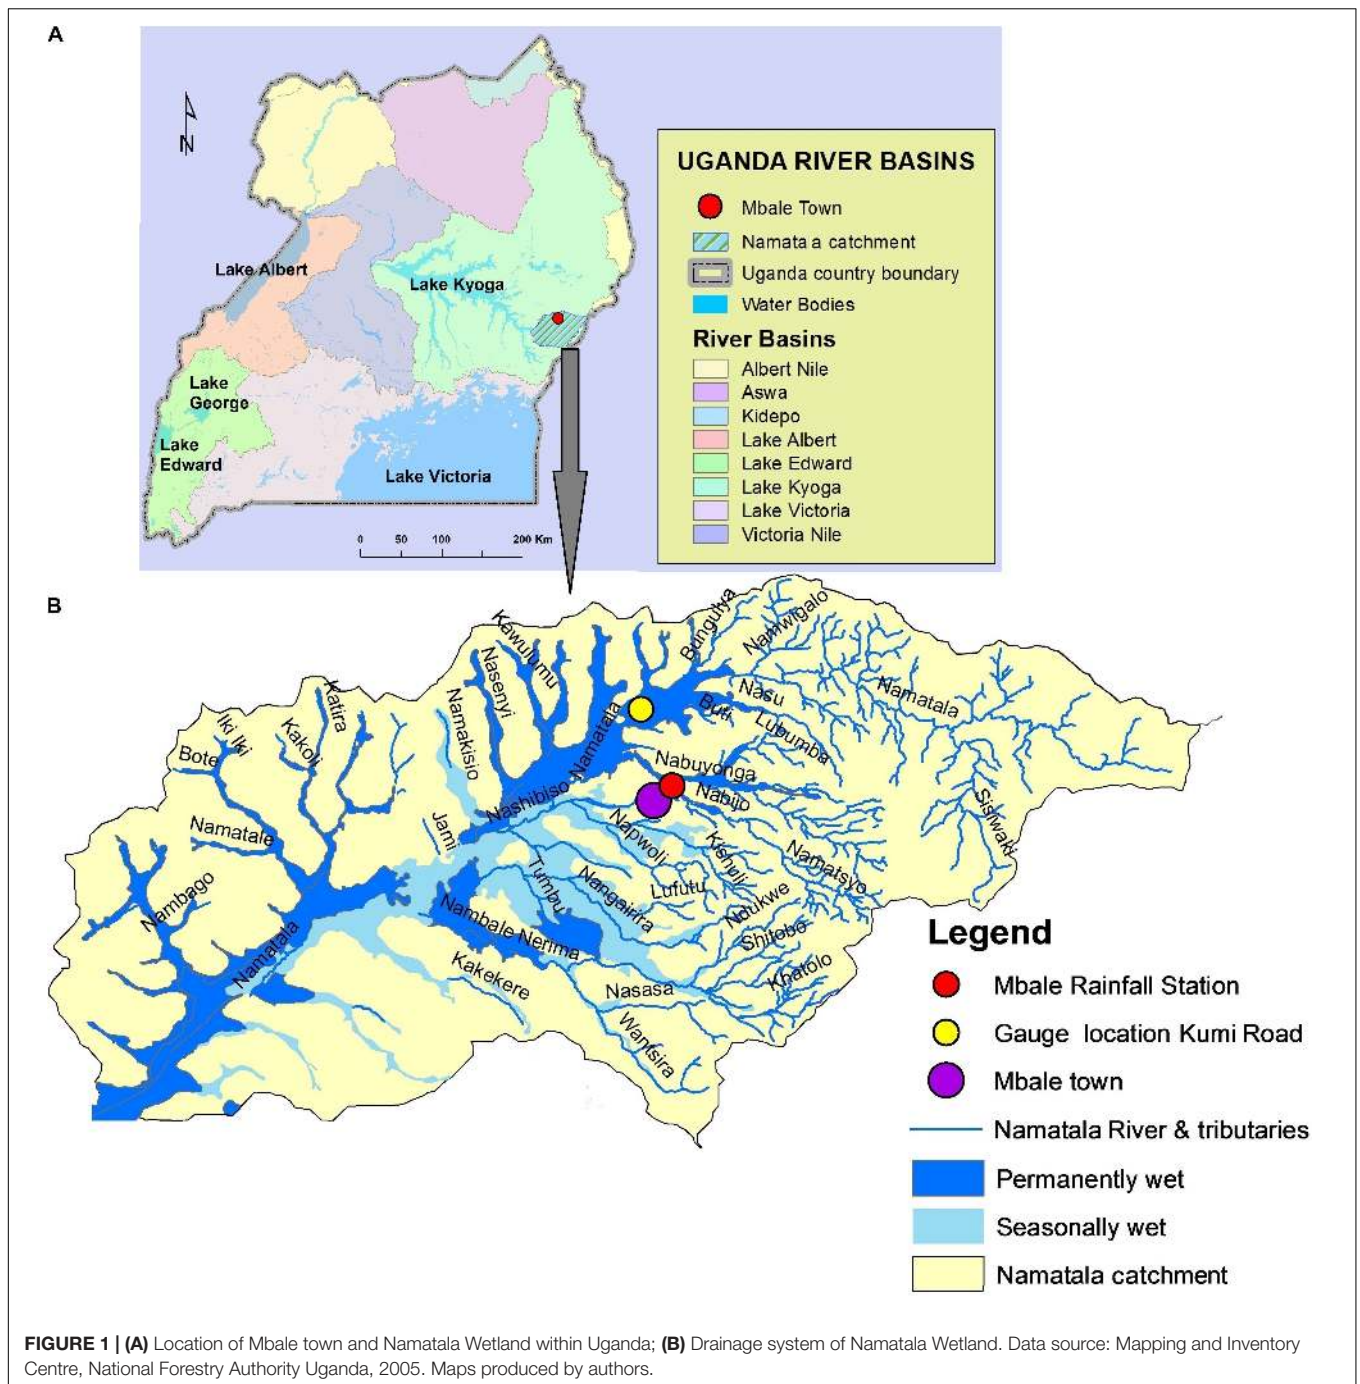 A
N
UGANDA RIVER BASINS
Mbale Town
Namata a catchment
Uganda country boundary
Water Bodies
River Basins
Albert Nile
Aswa
Kidepo
Lake Albert
Lake Edward
Lake Kyoga
Lake Victoria
Victoria Nile
Lake Albert
Lake Kyoga
Lake
George
Lake
Edward
Lake Victoria
0 50 100 200 Km
B
Bungulya
Namwigalo
Kawulumu
Nasenyi
Namakisio
Katira
Iki Iki
Kakoli
Bote
Namatala
Nasu
Buti
Lubumba
Namatala
Nabuyonga
Nabijo
Nashibiso
Jami
Namatale
Napwoli
Kisholi
Namatsyo
Sisiwaki
Tumbu
Nangairira
Lufutu
Ndukwe
Nambago
Nambale Nerima
Shitobo
Namatala
Kakekere
Nasasa
Khatolo
Wantsira
Legend
Mbale Rainfall Station
Gauge location Kumi Road
Mbale town
Namatala River & tributaries
Permanently wet
Seasonally wet
Namatala catchment
FIGURE 1 | (A) Location of Mbale town and Namatala Wetland within Uganda; (B) Drainage system of Namatala Wetland. Data source: Mapping and Inventory
Centre, National Forestry Authority Uganda, 2005. Maps produced by authors.